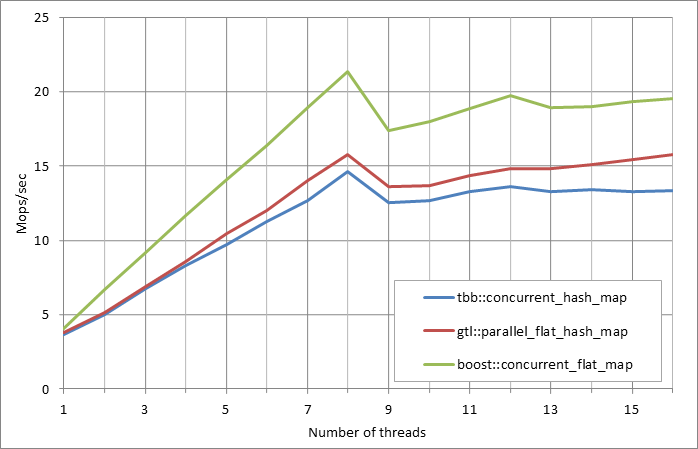 25
20
15
10
5
0
Mops/sec
tbb::concurrent_hash_map
gtl::parallel_flat_hash_map
boost::concurrent_flat_map
1 3 5 7 9 11 13 15
Number of threads